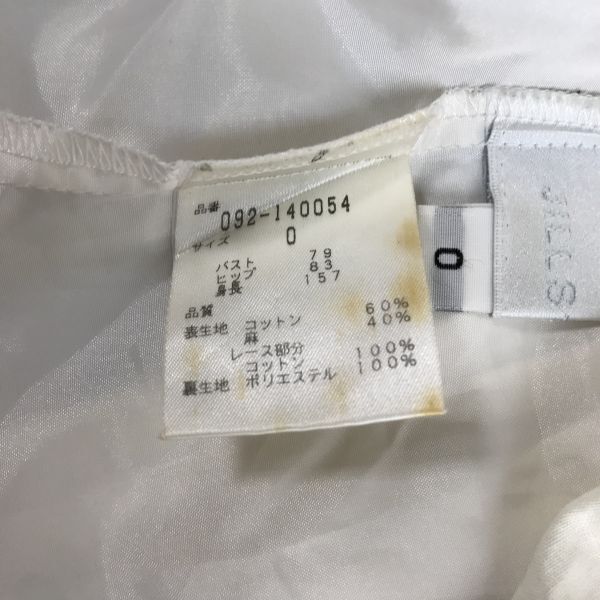 品番
092-140054
サイズ 0
バスト 79
ヒップ 83
身長 157
品質
表生地 コットン 60%
麻 40%
レース部分
コットン 100%
裏生地 ポリエステル 100%
0